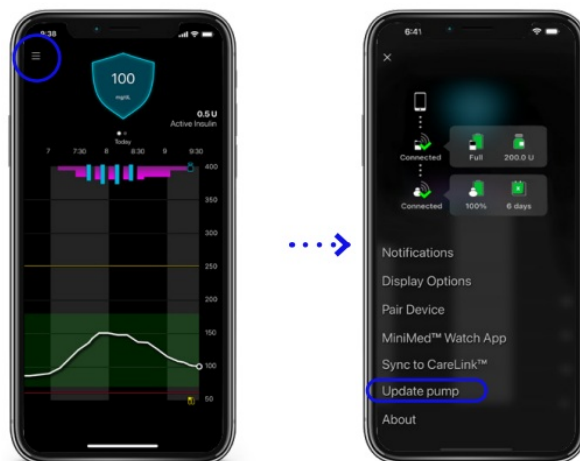 9:38
100
mg/dL
0.5 U
Active Insulin
Today
7 7:30 8 8:30 9 9:30
400
350
300
250
200
150
100
50
6:41
Connected Full 200.0 U
Connected 100% 6 days
Notifications
Display Options
Pair Device
MiniMed™ Watch App
Sync to CareLink™
Update pump
About